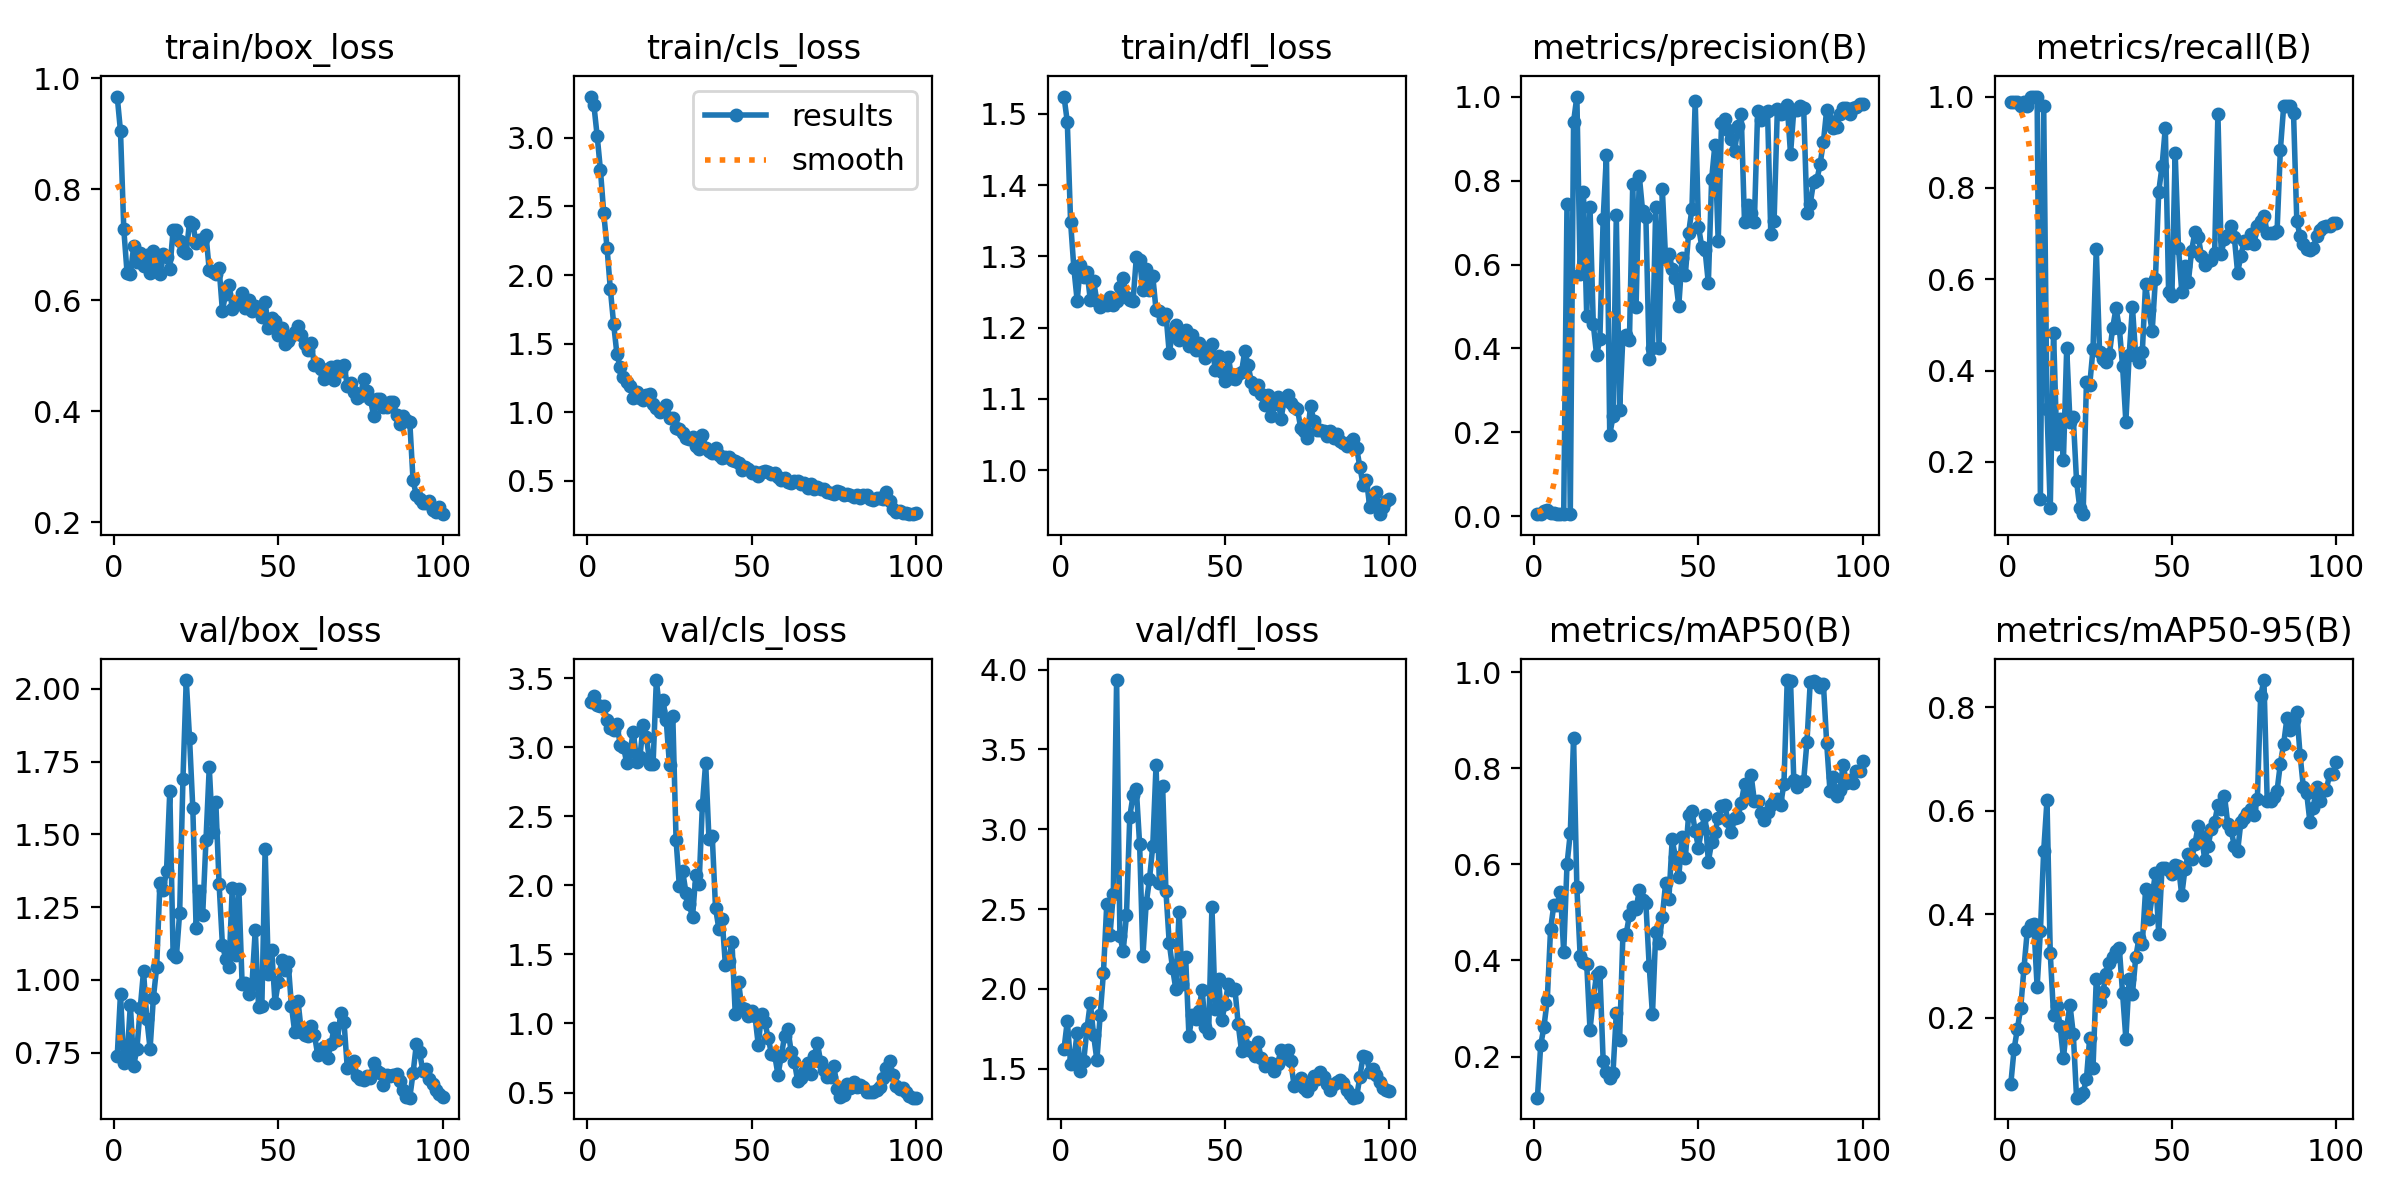 train/box_loss
1.0
0.8
0.6
0.4
0.2
0 50 100
train/cls_loss
results
smooth
3.0
2.5
2.0
1.5
1.0
0.5
0 50 100
train/dfl_loss
1.5
1.4
1.3
1.2
1.1
1.0
0 50 100
metrics/precision(B)
1.0
0.8
0.6
0.4
0.2
0.0
0 50 100
metrics/recall(B)
1.0
0.8
0.6
0.4
0.2
0 50 100
val/box_loss
2.00
1.75
1.50
1.25
1.00
0.75
0 50 100
val/cls_loss
3.5
3.0
2.5
2.0
1.5
1.0
0.5
0 50 100
val/dfl_loss
4.0
3.5
3.0
2.5
2.0
1.5
0 50 100
metrics/mAP50(B)
1.0
0.8
0.6
0.4
0.2
0 50 100
metrics/mAP50-95(B)
0.8
0.6
0.4
0.2
0 50 100